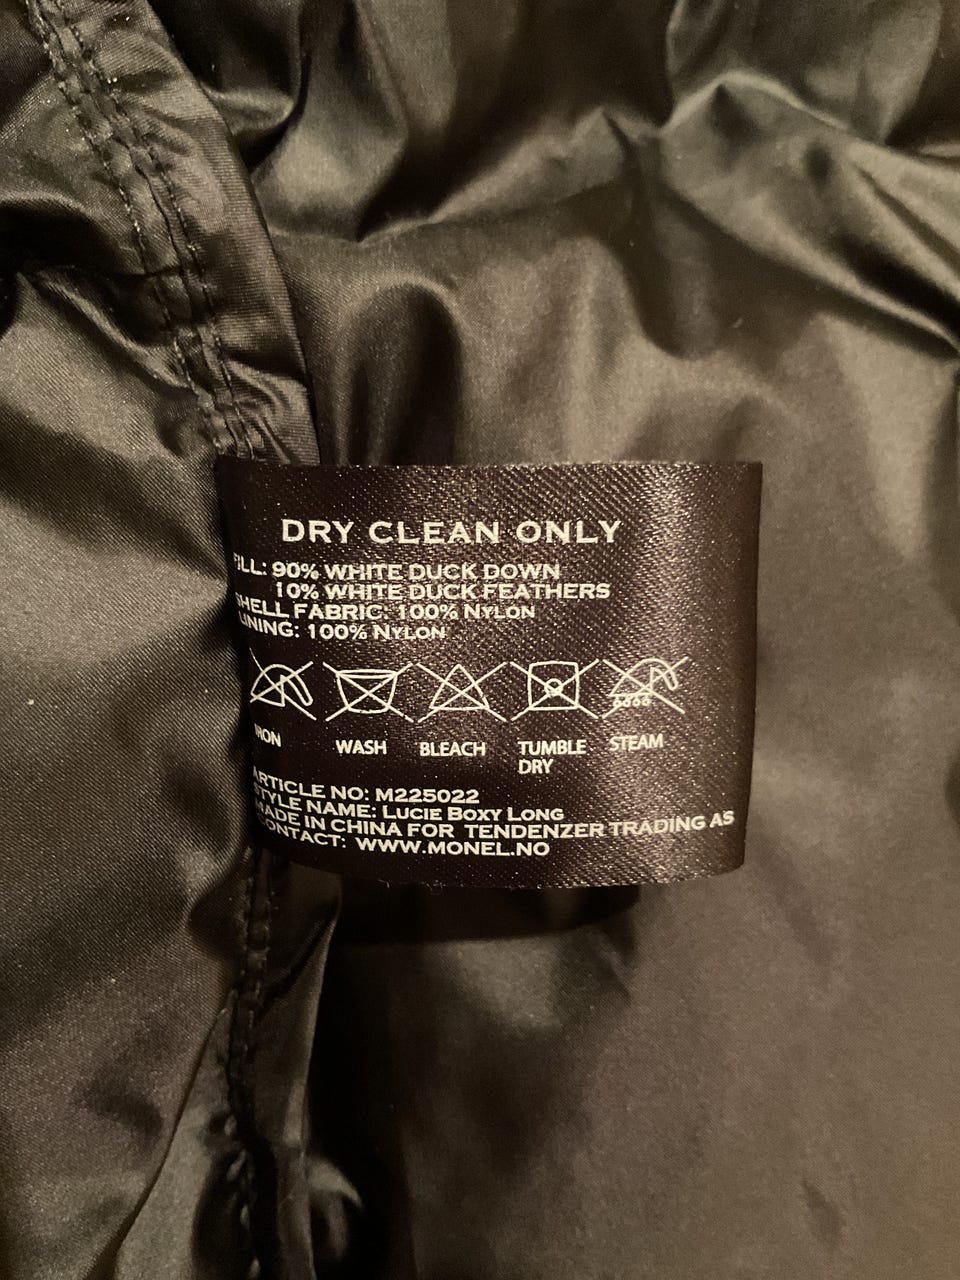 DRY CLEAN ONLY
FILL: 90% WHITE DUCK DOWN
10% WHITE DUCK FEATHERS
SHELL FABRIC: 100% NYLON
LINING: 100% NYLON
IRON WASH BLEACH TUMBLE DRY STEAM
ARTICLE NO: M225022
STYLE NAME: LUCIE BOXY LONG
MADE IN CHINA FOR TENDENZER TRADING AS
CONTACT: WWW.MONEL.NO